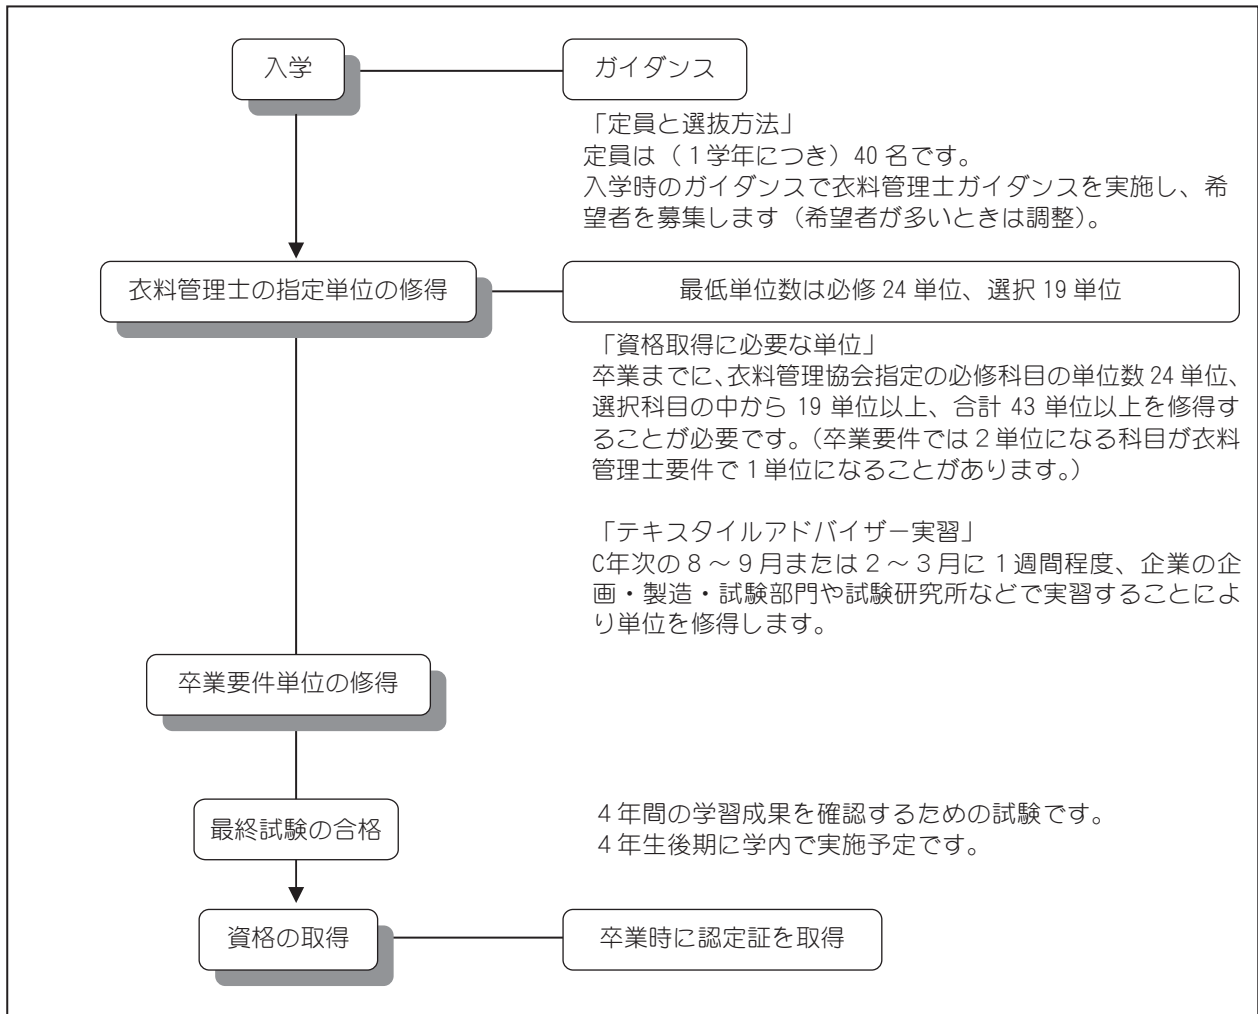 入学
ガイダンス
「定員と選抜方法」
定員は（1学年につき）40 名です。
入学時のガイダンスで衣料管理士ガイダンスを実施し、希
望者を募集します（希望者が多いときは調整）。
衣料管理士の指定単位の修得
最低単位数は必修 24 単位、選択 19 単位
「資格取得に必要な単位」
卒業までに、衣料管理協会指定の必修科目の単位数 24 単位、
選択科目の中から 19 単位以上、合計 43 単位以上を修得す
ることが必要です。（卒業要件では２単位になる科目が衣料
管理士要件で１単位になることがあります。）
「テキスタイルアドバイザー実習」
C年次の８～９月または２～３月に１週間程度、企業の企
画・製造・試験部門や試験研究所などで実習することによ
り単位を修得します。
卒業要件単位の修得
最終試験の合格
４年間の学習成果を確認するための試験です。
４年生後期に学内で実施予定です。
資格の取得
卒業時に認定証を取得